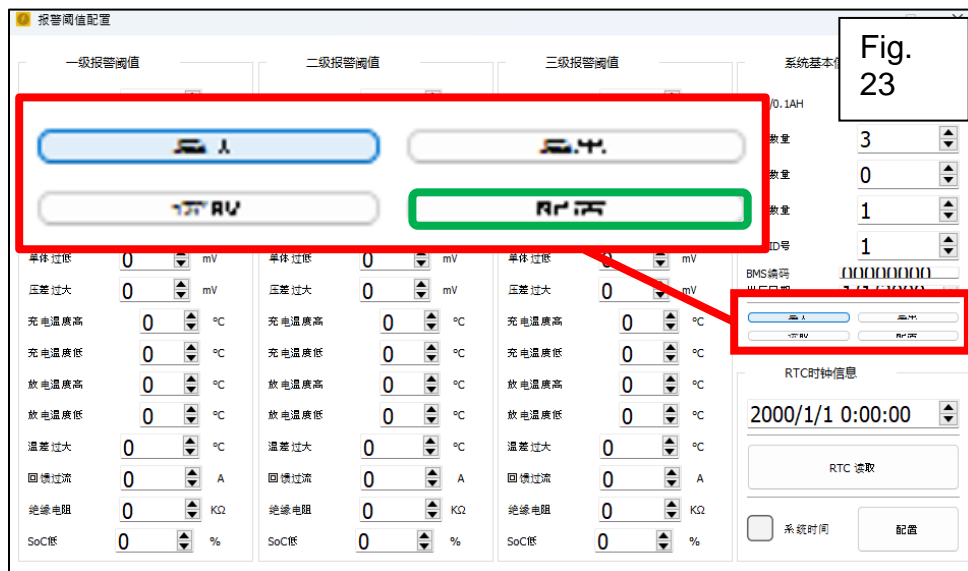 报警阈值配置
Fig.
23
一级报警阈值
二级报警阈值
三级报警阈值
系统基本
/0.1AH
数量 3
数量 0
数量 1
ID号 1
单体过低 0 mV 单体过低 0 mV 单体过低 0 mV
BMS编码 00000000
压差过大 0 mV 压差过大 0 mV 压差过大 0 mV
充电温度高 0 °C 充电温度高 0 °C 充电温度高 0 °C
充电温度低 0 °C 充电温度低 0 °C 充电温度低 0 °C
放电温度高 0 °C 放电温度高 0 °C 放电温度高 0 °C
放电温度低 0 °C 放电温度低 0 °C 放电温度低 0 °C
温差过大 0 °C 温差过大 0 °C 温差过大 0 °C
回馈过流 0 A 回馈过流 0 A 回馈过流 0 A
绝缘电阻 0 KΩ 绝缘电阻 0 KΩ 绝缘电阻 0 KΩ
SoC低 0 % SoC低 0 % SoC低 0 %
RTC时钟信息
2000/1/1 0:00:00
RTC 读取
系统时间 配置